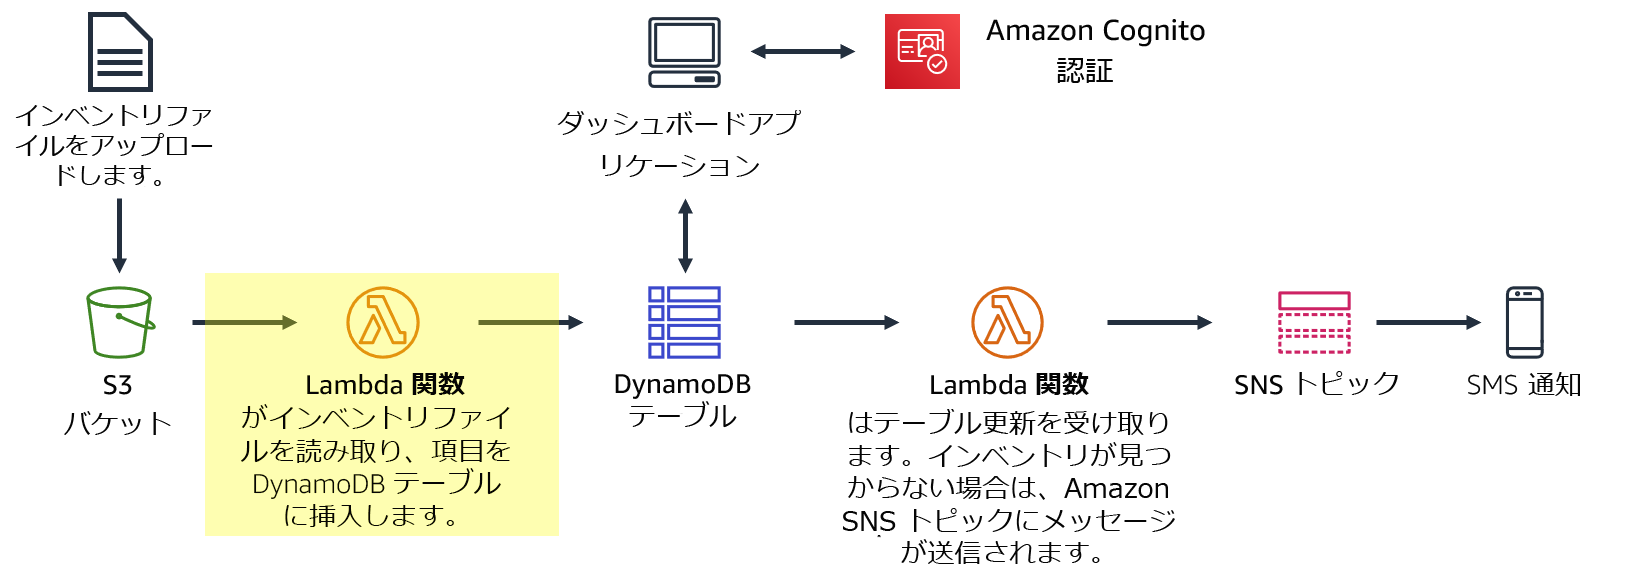 インベントリファ
イルをアップロー
ドします。
ダッシュボードアプ
リケーション
Amazon Cognito
認証
S3
バケット
Lambda 関数
がインベントリファイ
ルを読み取り、項目を
DynamoDB テーブル
に挿入します。
DynamoDB
テーブル
Lambda 関数
はテーブル更新を受け取り
ます。インベントリが見つ
からない場合は、Amazon
SNS トピックにメッセージ
が送信されます。
SNS トピック
SMS 通知